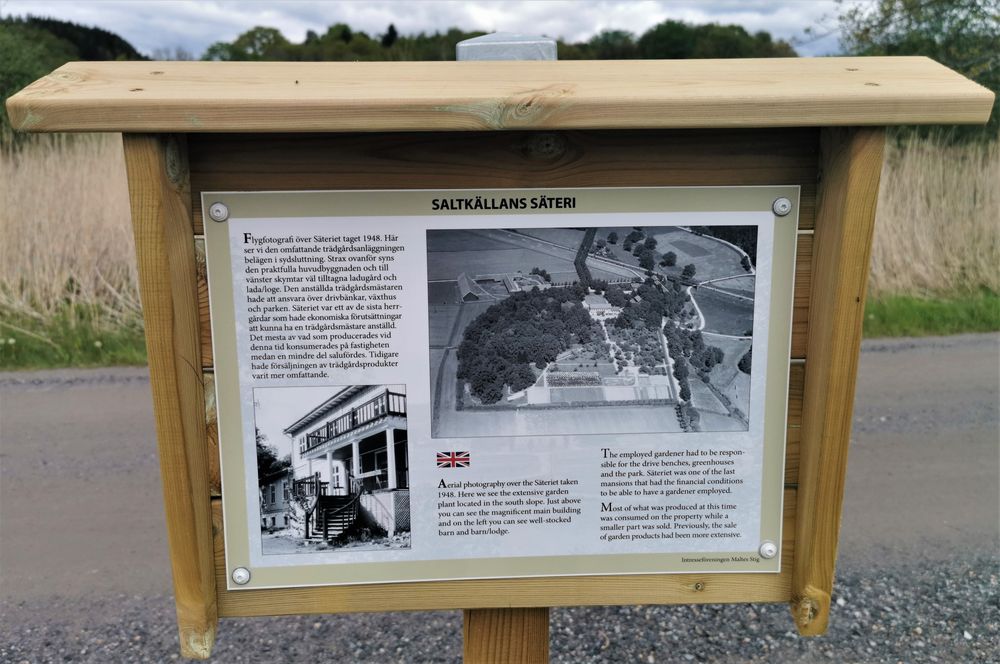 SALTKÄLLANS SÄTERI
Flygfotografi över Säteriet taget 1948. Här
ser vi den omfattande trädgårdsanläggningen
belägen i sydsluttning. Strax ovanför syns
den praktfulla huvudbyggnaden och till
vänster skymtar väl tilltagna ladugård och
lada/loge. Den anställda trädgårdsmästaren
hade att ansvara över drivbänkar, växthus
och parken. Säteriet var ett av de sista herr-
gårdar som hade ekonomiska förutsättningar
att kunna ha en trädgårdsmästare anställd.
Det mesta av vad som producerades vid
denna tid konsumerades på fastigheten
medan en mindre del salufördes. Tidigare
hade försäljningen av trädgårdsprodukter
varit mer omfattande.
Aerial photography over the Säteriet taken
1948. Here we see the extensive garden
plant located in the south slope. Just above
you can see the magnificent main building
and on the left you can see well-stocked
barn and barn/lodge.
The employed gardener had to be respon-
sible for the drive benches, greenhouses
and the park. Säteriet was one of the last
mansions that had the financial conditions
to be able to have a gardener employed.
Most of what was produced at this time
was consumed on the property while a
smaller part was sold. Previously, the sale
of garden products had been more extensive.
Intresseföreningen Maltes Stig